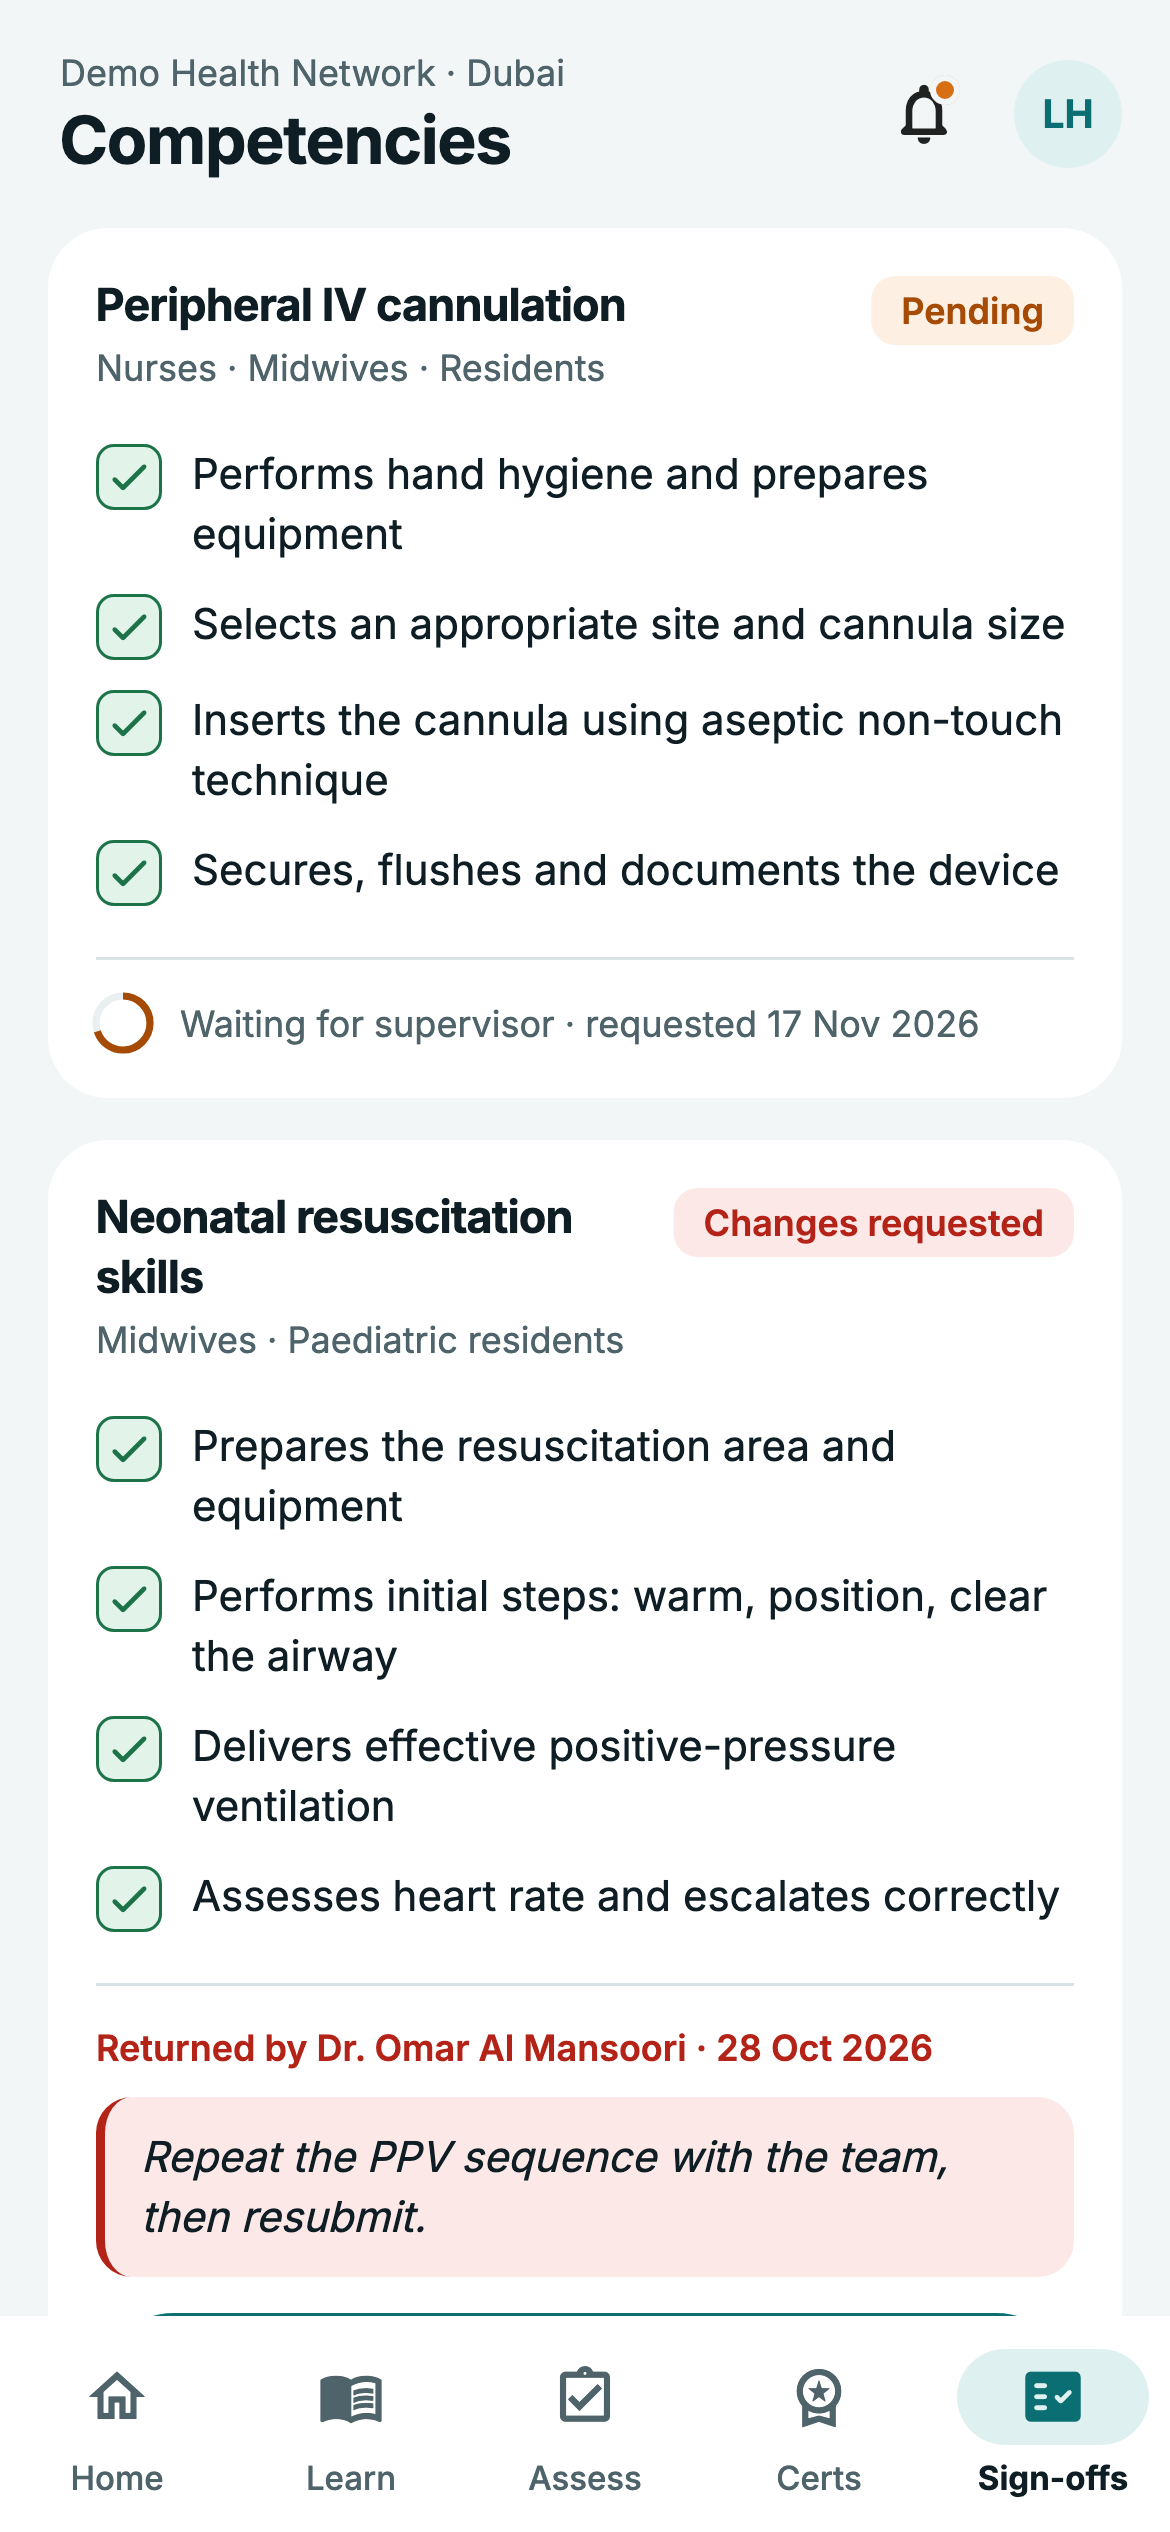 Demo Health Network · Dubai
Competencies
LH
Peripheral IV cannulation
Pending
Nurses · Midwives · Residents
Performs hand hygiene and prepares
equipment
Selects an appropriate site and cannula size
Inserts the cannula using aseptic non-touch
technique
Secures, flushes and documents the device
Waiting for supervisor · requested 17 Nov 2026
Neonatal resuscitation
skills
Changes requested
Midwives · Paediatric residents
Prepares the resuscitation area and
equipment
Performs initial steps: warm, position, clear
the airway
Delivers effective positive-pressure
ventilation
Assesses heart rate and escalates correctly
Returned by Dr. Omar Al Mansoori · 28 Oct 2026
Repeat the PPV sequence with the team,
then resubmit.
Home
Learn
Assess
Certs
Sign-offs